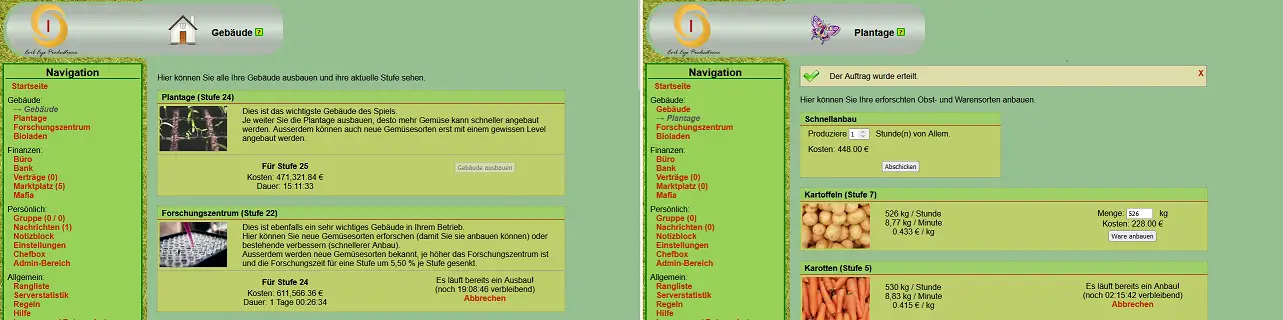 I
Evil Eye Productions
Gebäude ?
Navigation
Startseite
Gebäude:
→ Gebäude
Plantage
Forschungszentrum
Bioladen
Finanzen:
Büro
Bank
Verträge (0)
Marktplatz (5)
Mafia
Persönlich:
Gruppe (0 / 0)
Nachrichten (1)
Notizblock
Einstellungen
Chefbox
Admin-Bereich
Allgemein:
Rangliste
Serverstatistik
Regeln
Hilfe
Hier können Sie alle Ihre Gebäude ausbauen und ihre aktuelle Stufe sehen.
Plantage (Stufe 24)
Dies ist das wichtigste Gebäude des Spiels.
Je weiter Sie die Plantage ausbauen, desto mehr Gemüse kann schneller angebaut
werden. Ausserdem können auch neue Gemüsesorten erst mit einem gewissen Level
angebaut werden.
Für Stufe 25
Kosten: 471,321.84 €
Dauer: 15:11:33
Gebäude ausbauen
Forschungszentrum (Stufe 22)
Dies ist ebenfalls ein sehr wichtiges Gebäude in Ihrem Betrieb.
Hier können Sie neue Gemüsesorten erforschen (damit Sie sie anbauen können) oder
bestehende verbessern (schnellerer Anbau).
Ausserdem werden neue Gemüsesorten bekannt, je höher das Forschungszentrum ist
und die Forschungszeit für eine Stufe um 5,50 % je Stufe gesenkt.
Für Stufe 24
Kosten: 611,566.36 €
Dauer: 1 Tage 00:26:34
Es läuft bereits ein Ausbau!
(noch 19:08:46 verbleibend)
Abbrechen
I
Evil Eye Productions
Plantage ?
Navigation
Startseite
Gebäude:
Gebäude
→ Plantage
Forschungszentrum
Bioladen
Finanzen:
Büro
Bank
Verträge (0)
Marktplatz (0)
Mafia
Persönlich:
Gruppe (0)
Nachrichten (0)
Notizblock
Einstellungen
Chefbox
Admin-Bereich
Allgemein:
Rangliste
Serverstatistik
Regeln
Hilfe
Der Auftrag wurde erteilt.
X
Hier können Sie Ihre erforschten Obst- und Warensorten anbauen.
Schnellanbau
Produziere 1 Stunde(n) von Allem.
Kosten: 448.00 €
Abschicken
Kartoffeln (Stufe 7)
526 kg / Stunde
8,77 kg / Minute
0.433 € / kg
Menge: 526 kg
Kosten: 228.00 €
Ware anbauen
Karotten (Stufe 5)
530 kg / Stunde
8,83 kg / Minute
0.415 € / kg
Es läuft bereits ein Anbau!
(noch 02:15:42 verbleibend)
Abbrechen